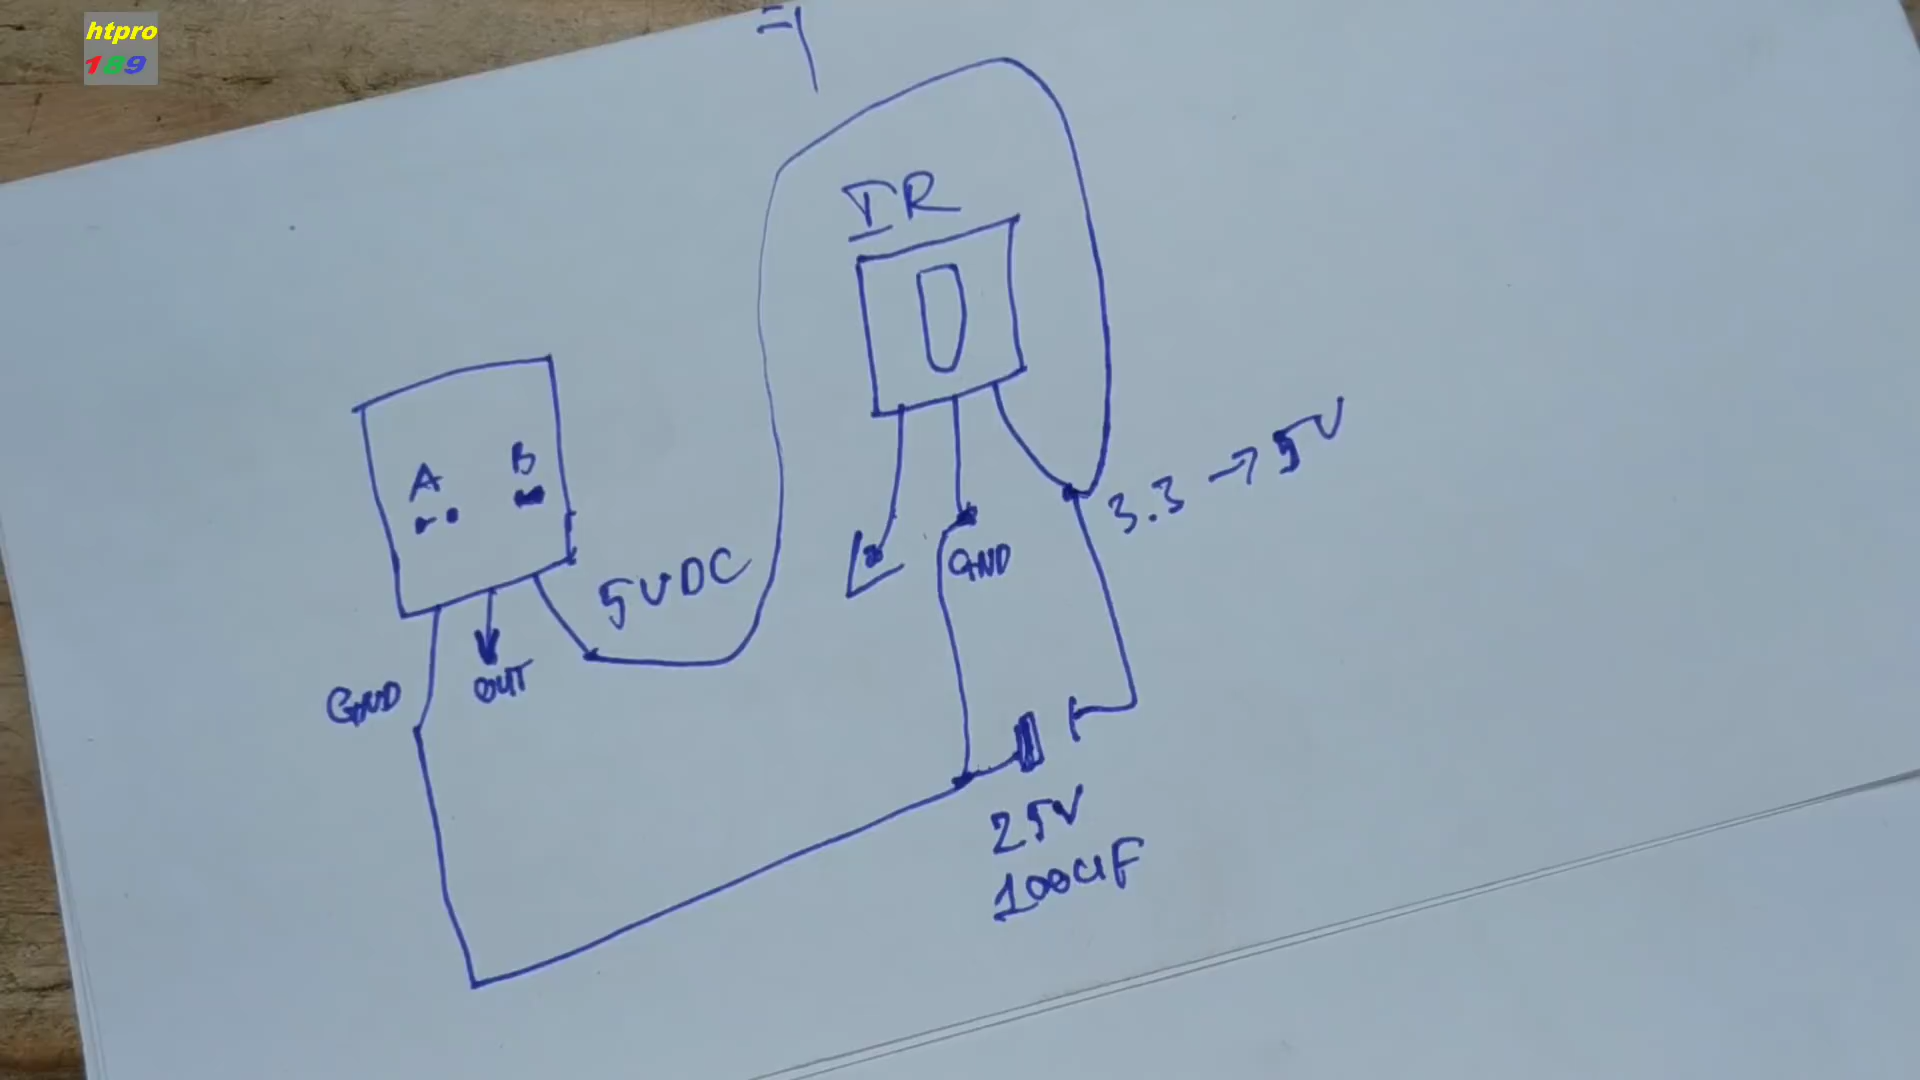 htpro
189
IR
A
B
3.3 → 5V
5VDC
GND
GND
OUT
25V
100uF